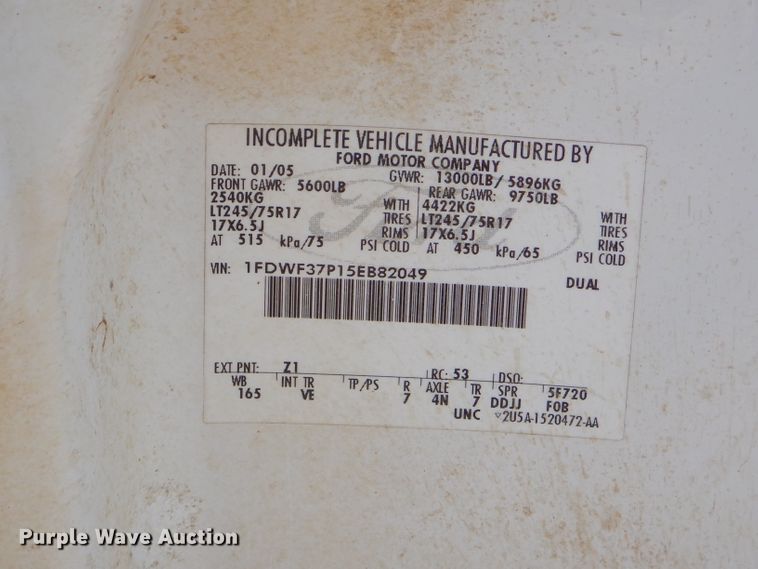 INCOMPLETE VEHICLE MANUFACTURED BY
FORD MOTOR COMPANY
DATE: 01/05 GVWR: 13000LB/ 5896KG
FRONT GAWR: 5600LB REAR GAWR: 9750LB
2540KG WITH 4422KG WITH
LT245/75R17 TIRES LT245/75R17 TIRES
17X6.5J RIMS 17X6.5J RIMS
AT 515 kPa/75 PSI COLD AT 450 kPa/65 PSI COLD
VIN: 1FDWF37P15EB82049 DUAL
EXT PNT: Z1 RC: 53 DSO:
WB INT TR TP/PS R AXLE TR SPR 5F720
165 VE 7 4N 7 DDJJ F0B
UNC 2U5A-1520472-AA
Ford
Purple Wave Auction